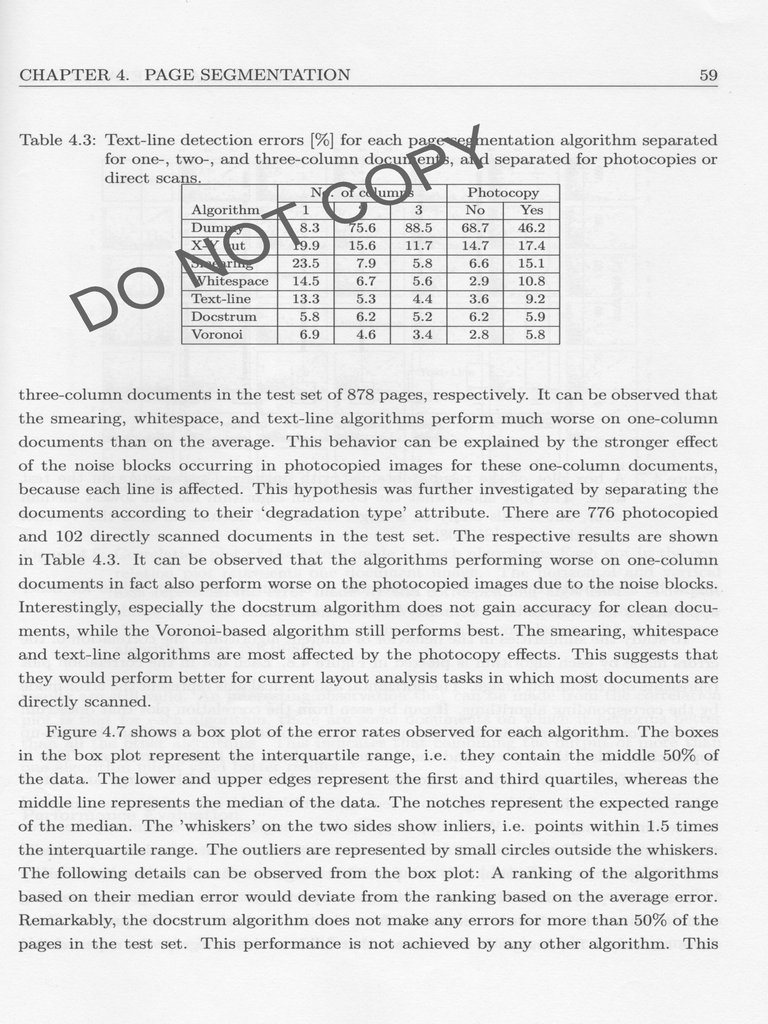 CHAPTER 4. PAGE SEGMENTATION 59
Table 4.3: Text-line detection errors [%] for each page segmentation algorithm separated
for one-, two-, and three-column documents, and separated for photocopies or
direct scans.
No. of columns Photocopy
Algorithm 1 3 No Yes
Dummy 8.3 75.6 88.5 68.7 46.2
X-Y cut 19.9 15.6 11.7 14.7 17.4
Smearing 23.5 7.9 5.8 6.6 15.1
Whitespace 14.5 6.7 5.6 2.9 10.8
Text-line 13.3 5.3 4.4 3.6 9.2
Docstrum 5.8 6.2 5.2 6.2 5.9
Voronoi 6.9 4.6 3.4 2.8 5.8
DO NOT COPY
three-column documents in the test set of 878 pages, respectively. It can be observed that
the smearing, whitespace, and text-line algorithms perform much worse on one-column
documents than on the average. This behavior can be explained by the stronger effect
of the noise blocks occurring in photocopied images for these one-column documents,
because each line is affected. This hypothesis was further investigated by separating the
documents according to their ‘degradation type’ attribute. There are 776 photocopied
and 102 directly scanned documents in the test set. The respective results are shown
in Table 4.3. It can be observed that the algorithms performing worse on one-column
documents in fact also perform worse on the photocopied images due to the noise blocks.
Interestingly, especially the docstrum algorithm does not gain accuracy for clean docu-
ments, while the Voronoi-based algorithm still performs best. The smearing, whitespace
and text-line algorithms are most affected by the photocopy effects. This suggests that
they would perform better for current layout analysis tasks in which most documents are
directly scanned.
Figure 4.7 shows a box plot of the error rates observed for each algorithm. The boxes
in the box plot represent the interquartile range, i.e. they contain the middle 50% of
the data. The lower and upper edges represent the first and third quartiles, whereas the
middle line represents the median of the data. The notches represent the expected range
of the median. The 'whiskers' on the two sides show inliers, i.e. points within 1.5 times
the interquartile range. The outliers are represented by small circles outside the whiskers.
The following details can be observed from the box plot: A ranking of the algorithms
based on their median error would deviate from the ranking based on the average error.
Remarkably, the docstrum algorithm does not make any errors for more than 50% of the
pages in the test set. This performance is not achieved by any other algorithm. This